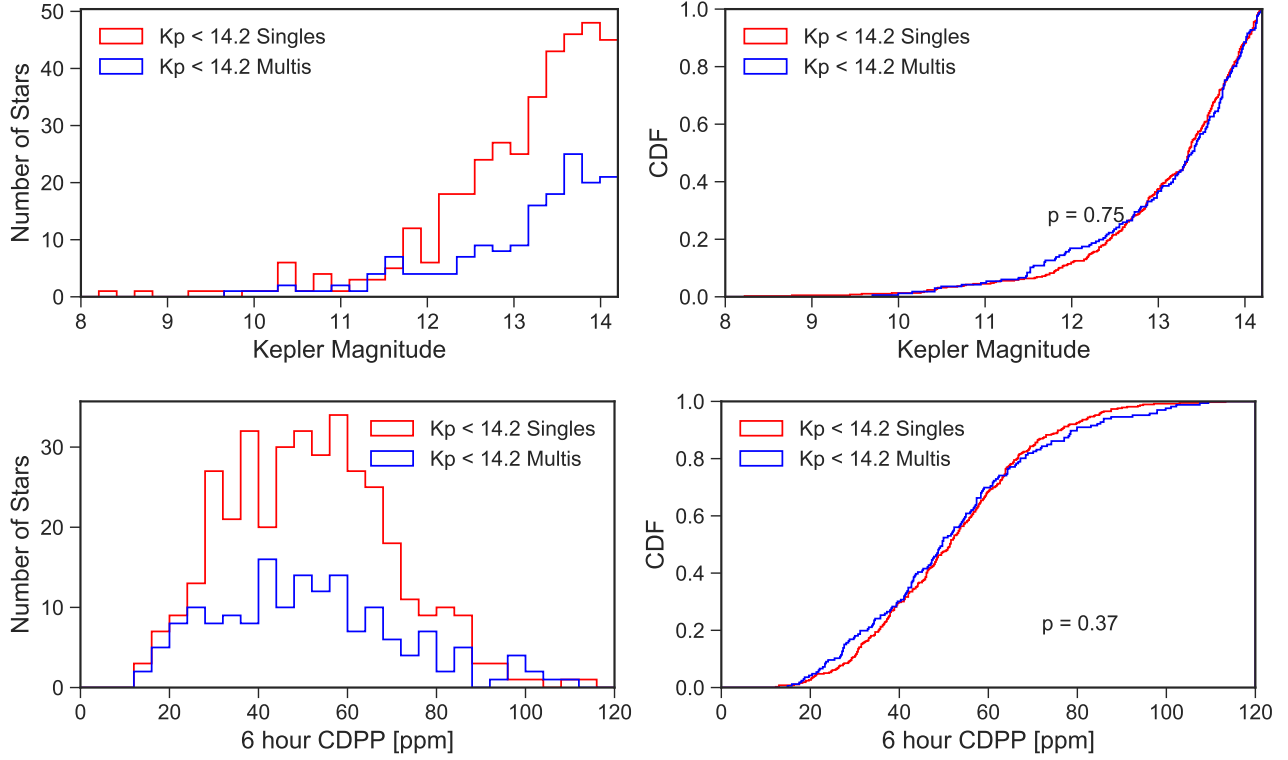 50
40
30
20
10
0
Number of Stars
Kp < 14.2 Singles
Kp < 14.2 Multis
8 9 10 11 12 13 14
Kepler Magnitude
1.0
0.8
0.6
0.4
0.2
0.0
CDF
Kp < 14.2 Singles
Kp < 14.2 Multis
p = 0.75
8 9 10 11 12 13 14
Kepler Magnitude
30
20
10
0
Number of Stars
Kp < 14.2 Singles
Kp < 14.2 Multis
0 20 40 60 80 100 120
6 hour CDPP [ppm]
1.0
0.8
0.6
0.4
0.2
0.0
CDF
Kp < 14.2 Singles
Kp < 14.2 Multis
p = 0.37
0 20 40 60 80 100 120
6 hour CDPP [ppm]